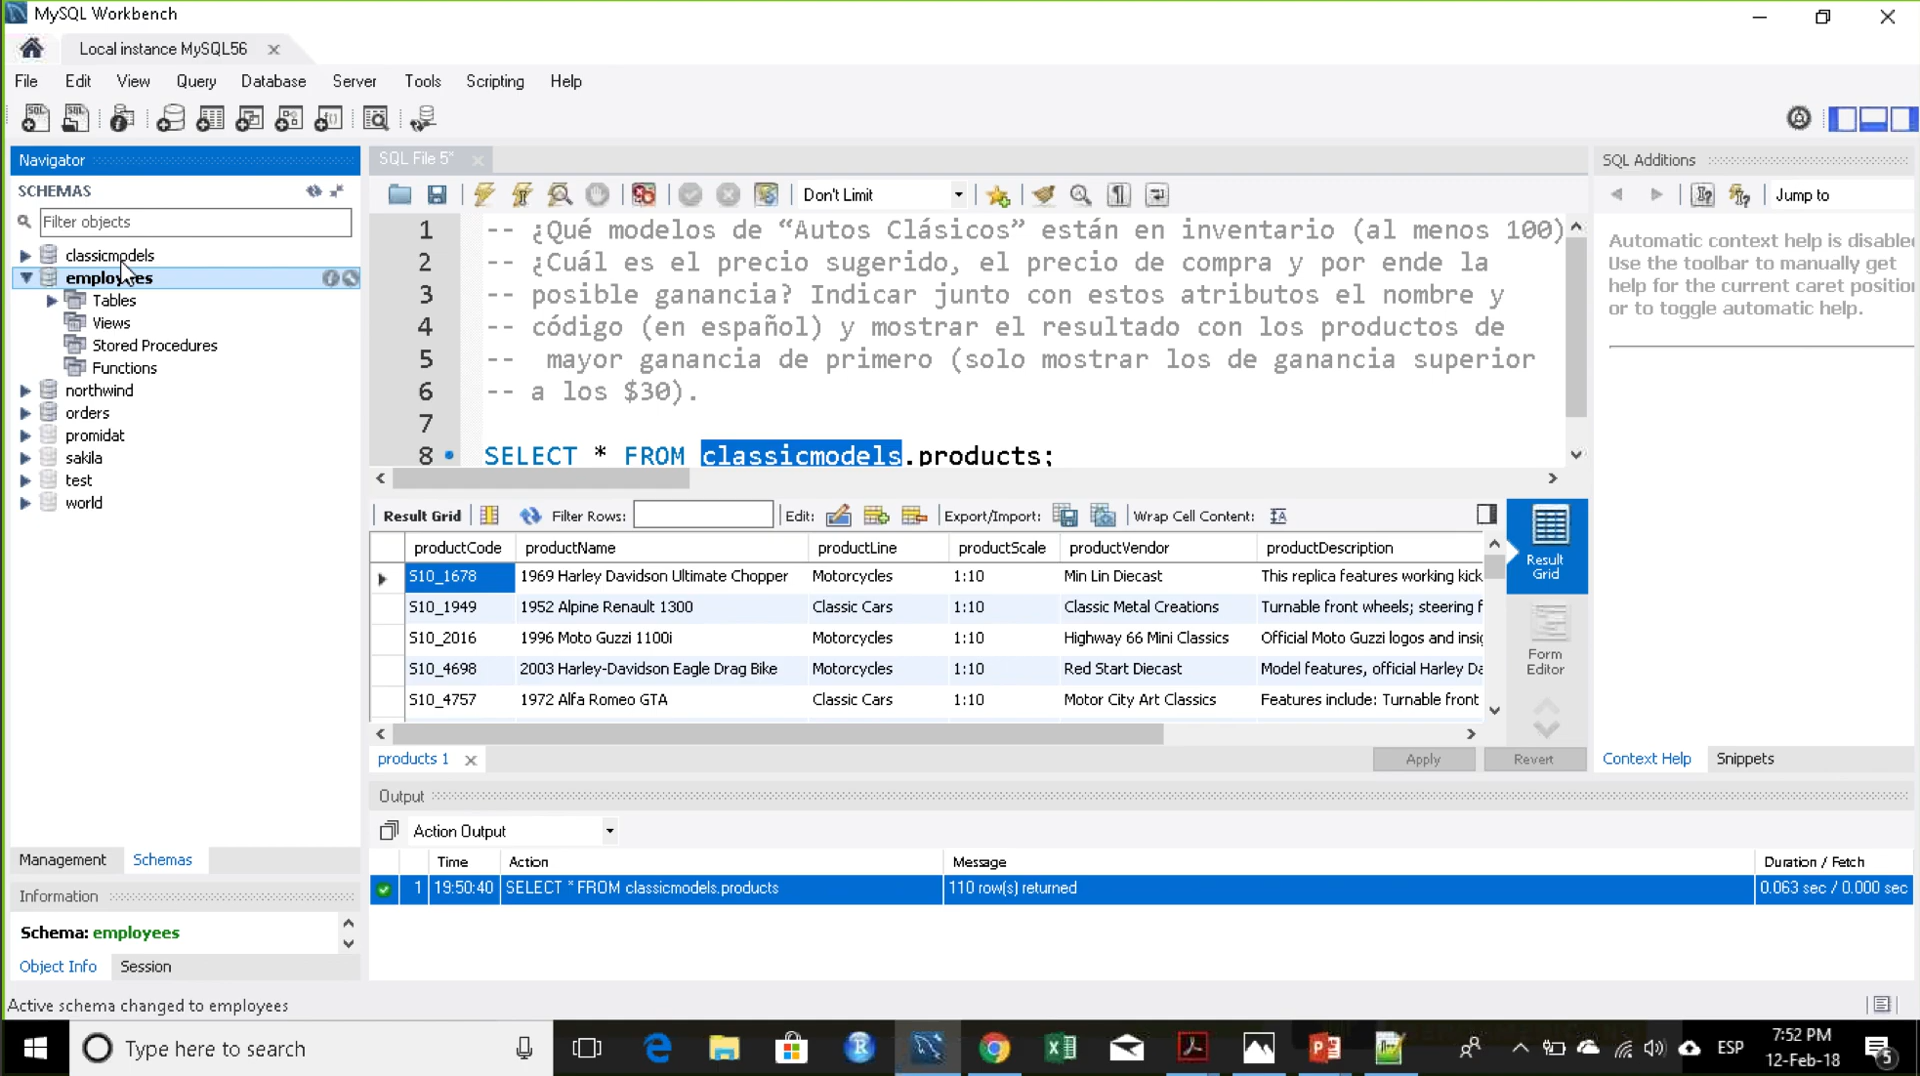 MySQL Workbench
Local instance MySQL56
File Edit View Query Database Server Tools Scripting Help
Navigator
SCHEMAS
Filter objects
classicmodels
employees
Tables
Views
Stored Procedures
Functions
northwind
orders
promidat
sakila
test
world
Management Schemas
Information
Schema: employees
Object Info Session
Active schema changed to employees
SQL File 5*
Don't Limit
1 -- ¿Qué modelos de “Autos Clásicos” están en inventario (al menos 100)
2 -- ¿Cuál es el precio sugerido, el precio de compra y por ende la
3 -- posible ganancia? Indicar junto con estos atributos el nombre y
4 -- código (en español) y mostrar el resultado con los productos de
5 -- mayor ganancia de primero (solo mostrar los de ganancia superior
6 -- a los $30).
7
8 SELECT * FROM classicmodels.products;
Result Grid Filter Rows: Edit: Export/Import: Wrap Cell Content:
productCode productName productLine productScale productVendor productDescription
S10_1678 1969 Harley Davidson Ultimate Chopper Motorcycles 1:10 Min Lin Diecast This replica features working kick
S10_1949 1952 Alpine Renault 1300 Classic Cars 1:10 Classic Metal Creations Turnable front wheels; steering f
S10_2016 1996 Moto Guzzi 1100i Motorcycles 1:10 Highway 66 Mini Classics Official Moto Guzzi logos and insig
S10_4698 2003 Harley-Davidson Eagle Drag Bike Motorcycles 1:10 Red Start Diecast Model features, official Harley Da
S10_4757 1972 Alfa Romeo GTA Classic Cars 1:10 Motor City Art Classics Features include: Turnable front
Result
Grid
Form
Editor
products 1
Apply Revert
SQL Additions
Jump to
Automatic context help is disabled
Use the toolbar to manually get
help for the current caret position
or to toggle automatic help.
Context Help Snippets
Output
Action Output
Time Action Message Duration / Fetch
1 19:50:40 SELECT * FROM classicmodels.products 110 row(s) returned 0.063 sec / 0.000 sec
Type here to search
ESP
7:52 PM
12-Feb-18
5